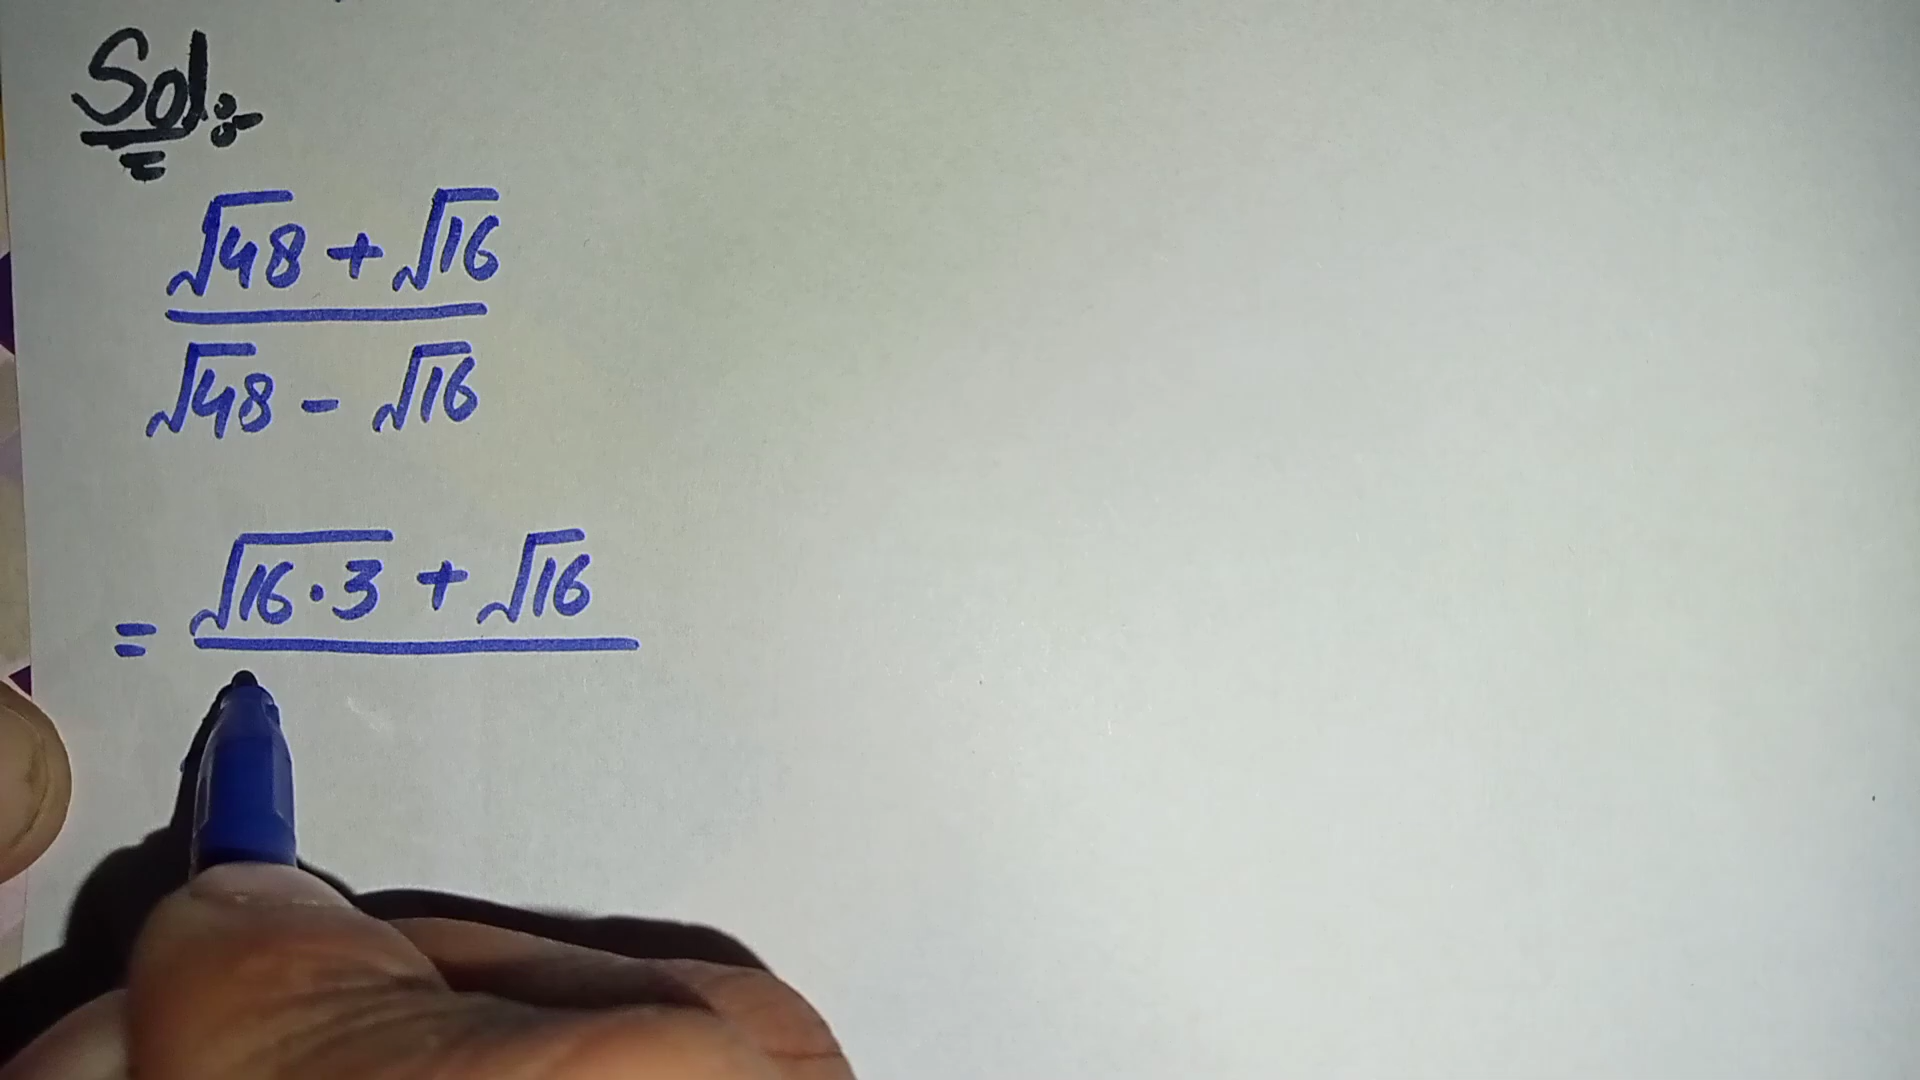 Sol:-
√48 + √16
√48 - √16
= √16·3 + √16